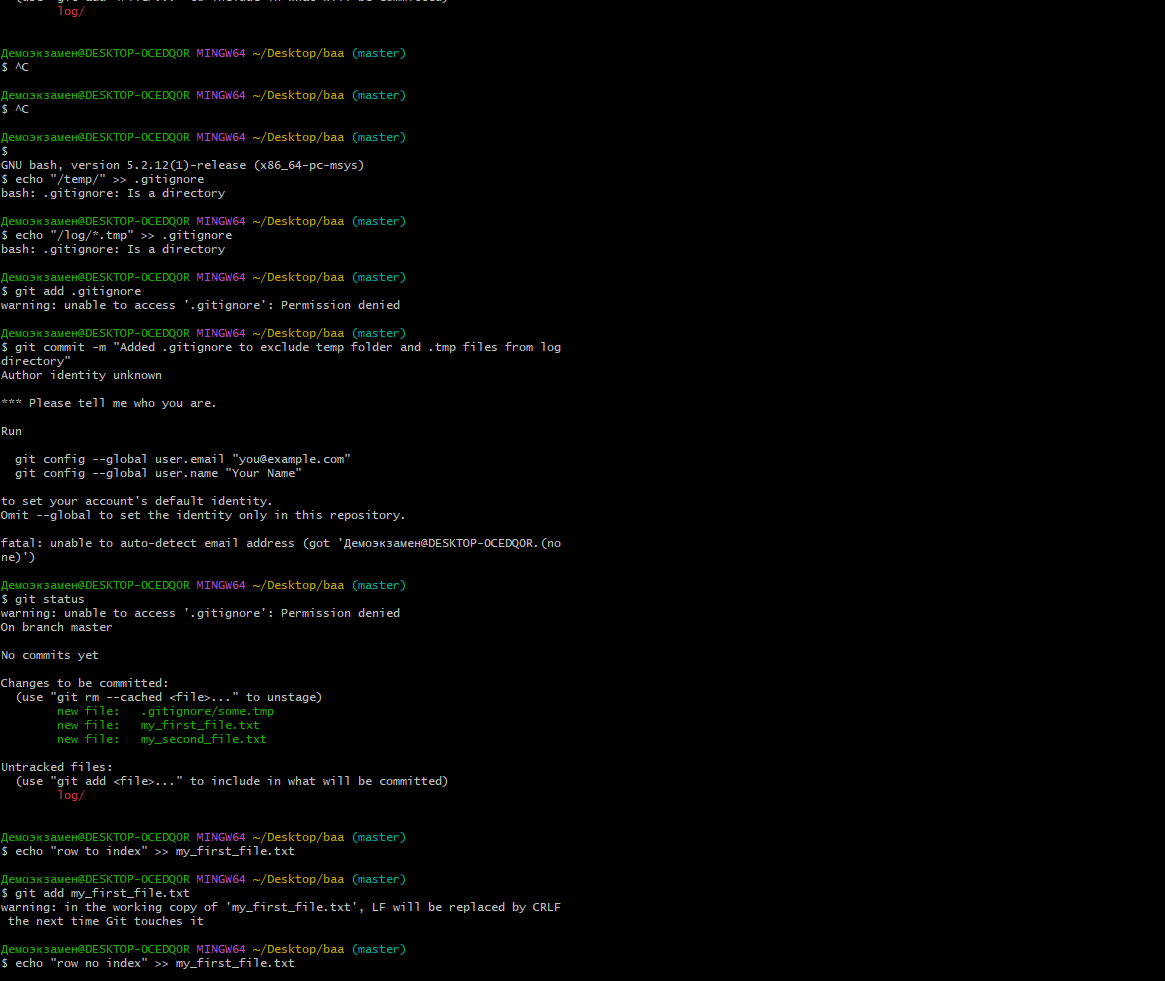 log/
Демоэкзамен@DESKTOP-OCEDQOR MINGW64 ~/Desktop/baa (master)
$ ^C
Демоэкзамен@DESKTOP-OCEDQOR MINGW64 ~/Desktop/baa (master)
$ ^C
Демоэкзамен@DESKTOP-OCEDQOR MINGW64 ~/Desktop/baa (master)
$
GNU bash, version 5.2.12(1)-release (x86_64-pc-msys)
$ echo "/temp/" >> .gitignore
bash: .gitignore: Is a directory
Демоэкзамен@DESKTOP-OCEDQOR MINGW64 ~/Desktop/baa (master)
$ echo "/log/*.tmp" >> .gitignore
bash: .gitignore: Is a directory
Демоэкзамен@DESKTOP-OCEDQOR MINGW64 ~/Desktop/baa (master)
$ git add .gitignore
warning: unable to access '.gitignore': Permission denied
Демоэкзамен@DESKTOP-OCEDQOR MINGW64 ~/Desktop/baa (master)
$ git commit -m "Added .gitignore to exclude temp folder and .tmp files from log
directory"
Author identity unknown
*** Please tell me who you are.
Run
git config --global user.email "you@example.com"
git config --global user.name "Your Name"
to set your account's default identity.
Omit --global to set the identity only in this repository.
fatal: unable to auto-detect email address (got 'Демоэкзамен@DESKTOP-OCEDQOR.(no
ne)')
Демоэкзамен@DESKTOP-OCEDQOR MINGW64 ~/Desktop/baa (master)
$ git status
warning: unable to access '.gitignore': Permission denied
On branch master
No commits yet
Changes to be committed:
(use "git rm --cached <file>..." to unstage)
new file:   .gitignore/some.tmp
new file:   my_first_file.txt
new file:   my_second_file.txt
Untracked files:
(use "git add <file>..." to include in what will be committed)
log/
Демоэкзамен@DESKTOP-OCEDQOR MINGW64 ~/Desktop/baa (master)
$ echo "row to index" >> my_first_file.txt
Демоэкзамен@DESKTOP-OCEDQOR MINGW64 ~/Desktop/baa (master)
$ git add my_first_file.txt
warning: in the working copy of 'my_first_file.txt', LF will be replaced by CRLF
the next time Git touches it
Демоэкзамен@DESKTOP-OCEDQOR MINGW64 ~/Desktop/baa (master)
$ echo "row no index" >> my_first_file.txt